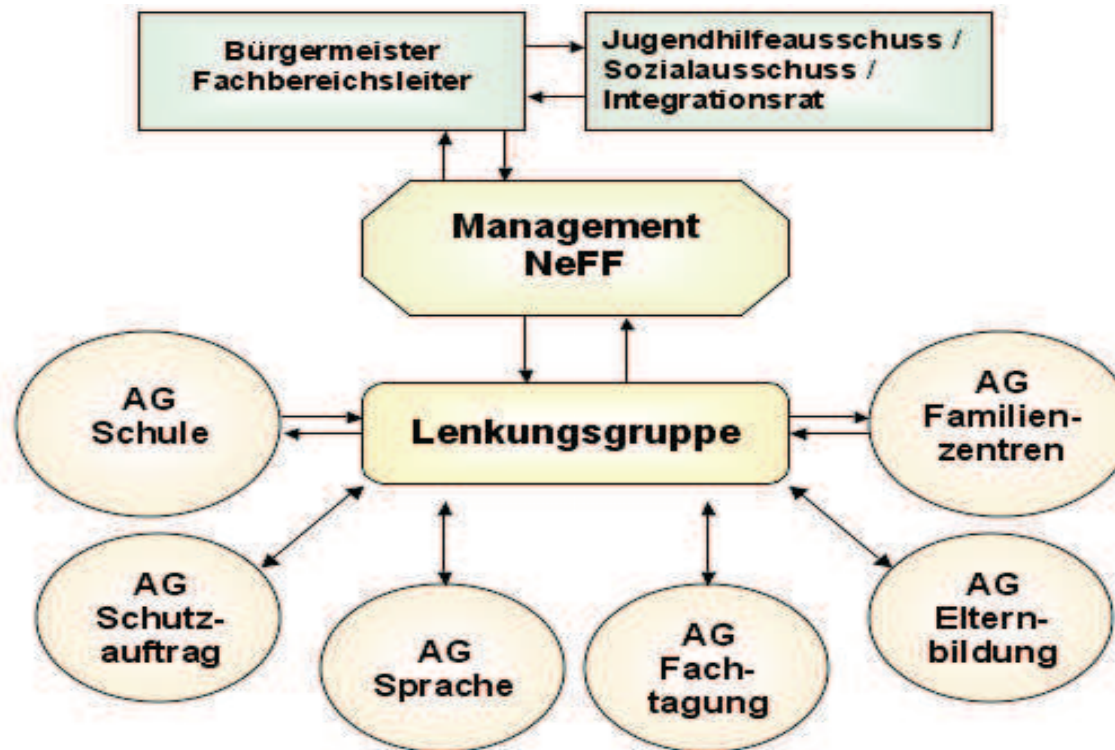 Bürgermeister
Fachbereichsleiter
Jugendhilfeausschuss /
Sozialausschuss /
Integrationsrat
Management
NeFF
AG
Schule
Lenkungsgruppe
AG
Familien-
zentren
AG
Schutz-
auftrag
AG
Sprache
AG
Fach-
tagung
AG
Eltern-
bildung